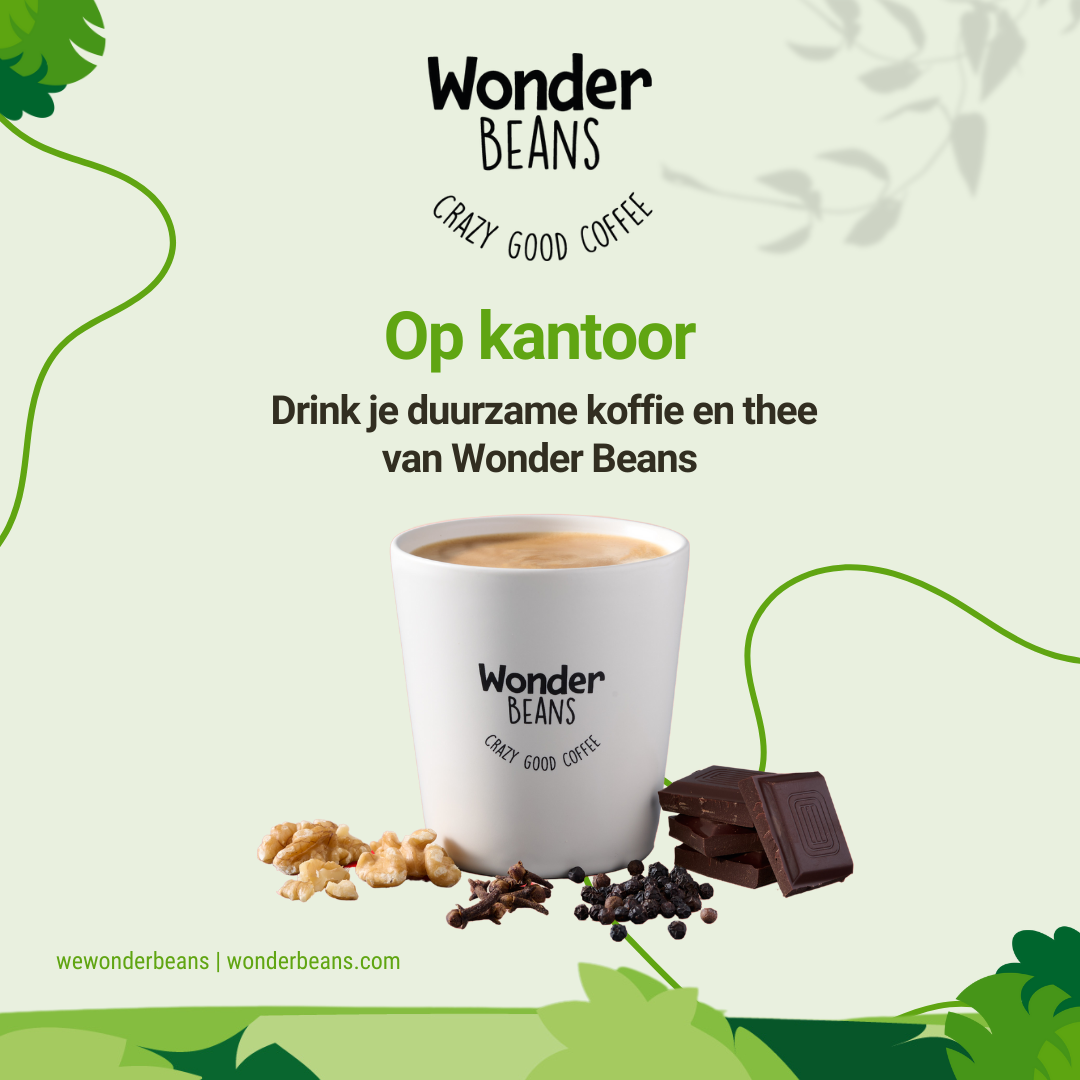 Wonder
BEANS
CRAZY GOOD COFFEE
Op kantoor
Drink je duurzame koffie en thee
van Wonder Beans
Wonder
BEANS
CRAZY GOOD COFFEE
wewonderbeans | wonderbeans.com